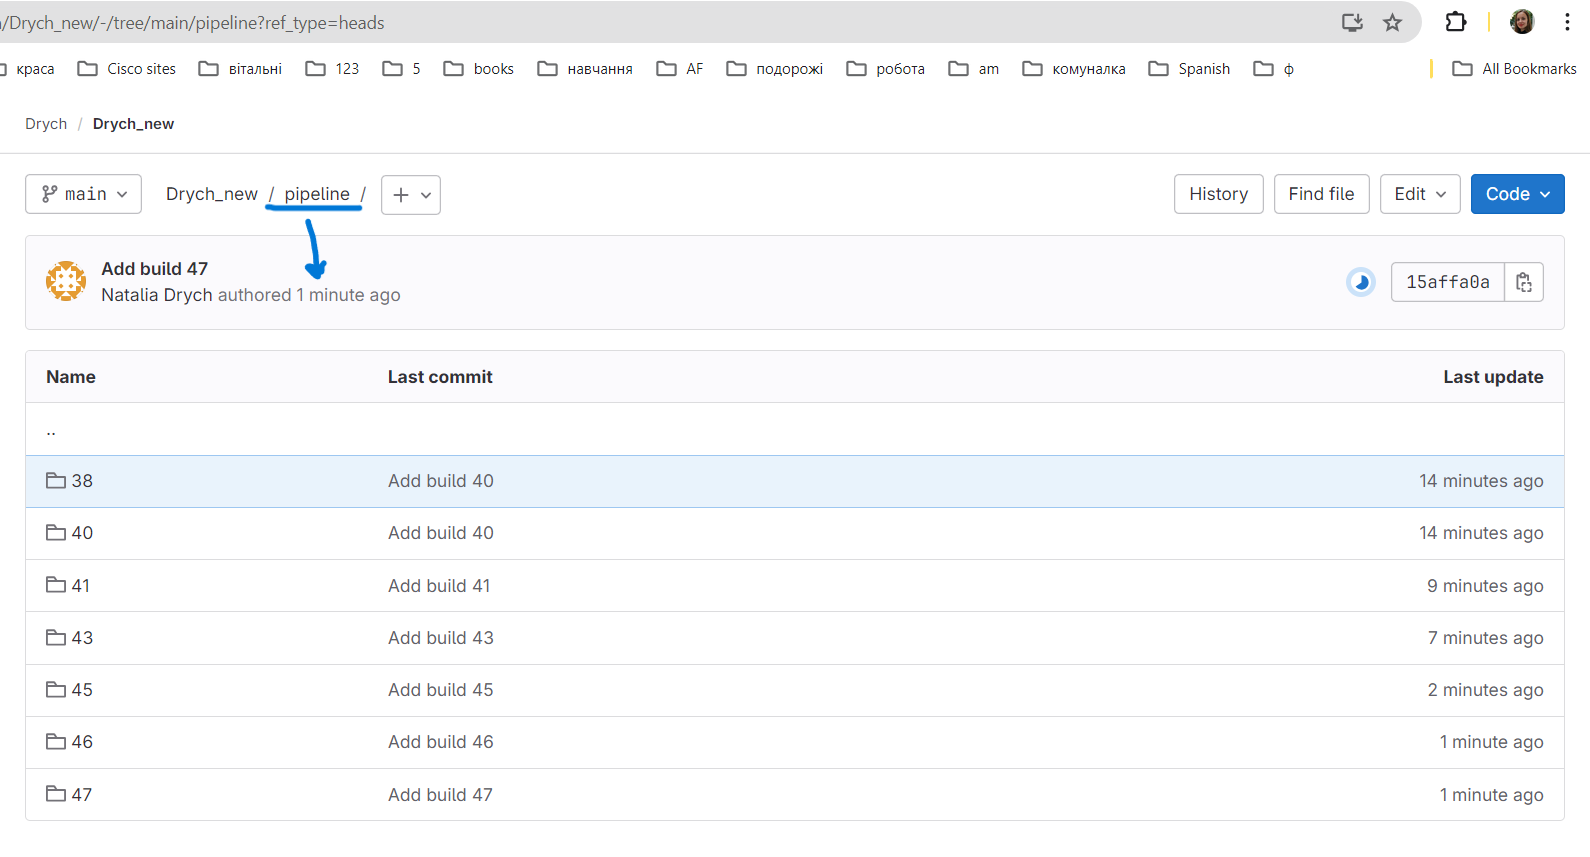 /Drych_new/-/tree/main/pipeline?ref_type=heads
краса Cisco sites вітальні 123 5 books навчання AF подорожі робота am комуналка Spanish ф All Bookmarks
Drych / Drych_new
main Drych_new / pipeline / + History Find file Edit Code
Add build 47
Natalia Drych authored 1 minute ago 15affa0a
Name Last commit Last update
..
38 Add build 40 14 minutes ago
40 Add build 40 14 minutes ago
41 Add build 41 9 minutes ago
43 Add build 43 7 minutes ago
45 Add build 45 2 minutes ago
46 Add build 46 1 minute ago
47 Add build 47 1 minute ago